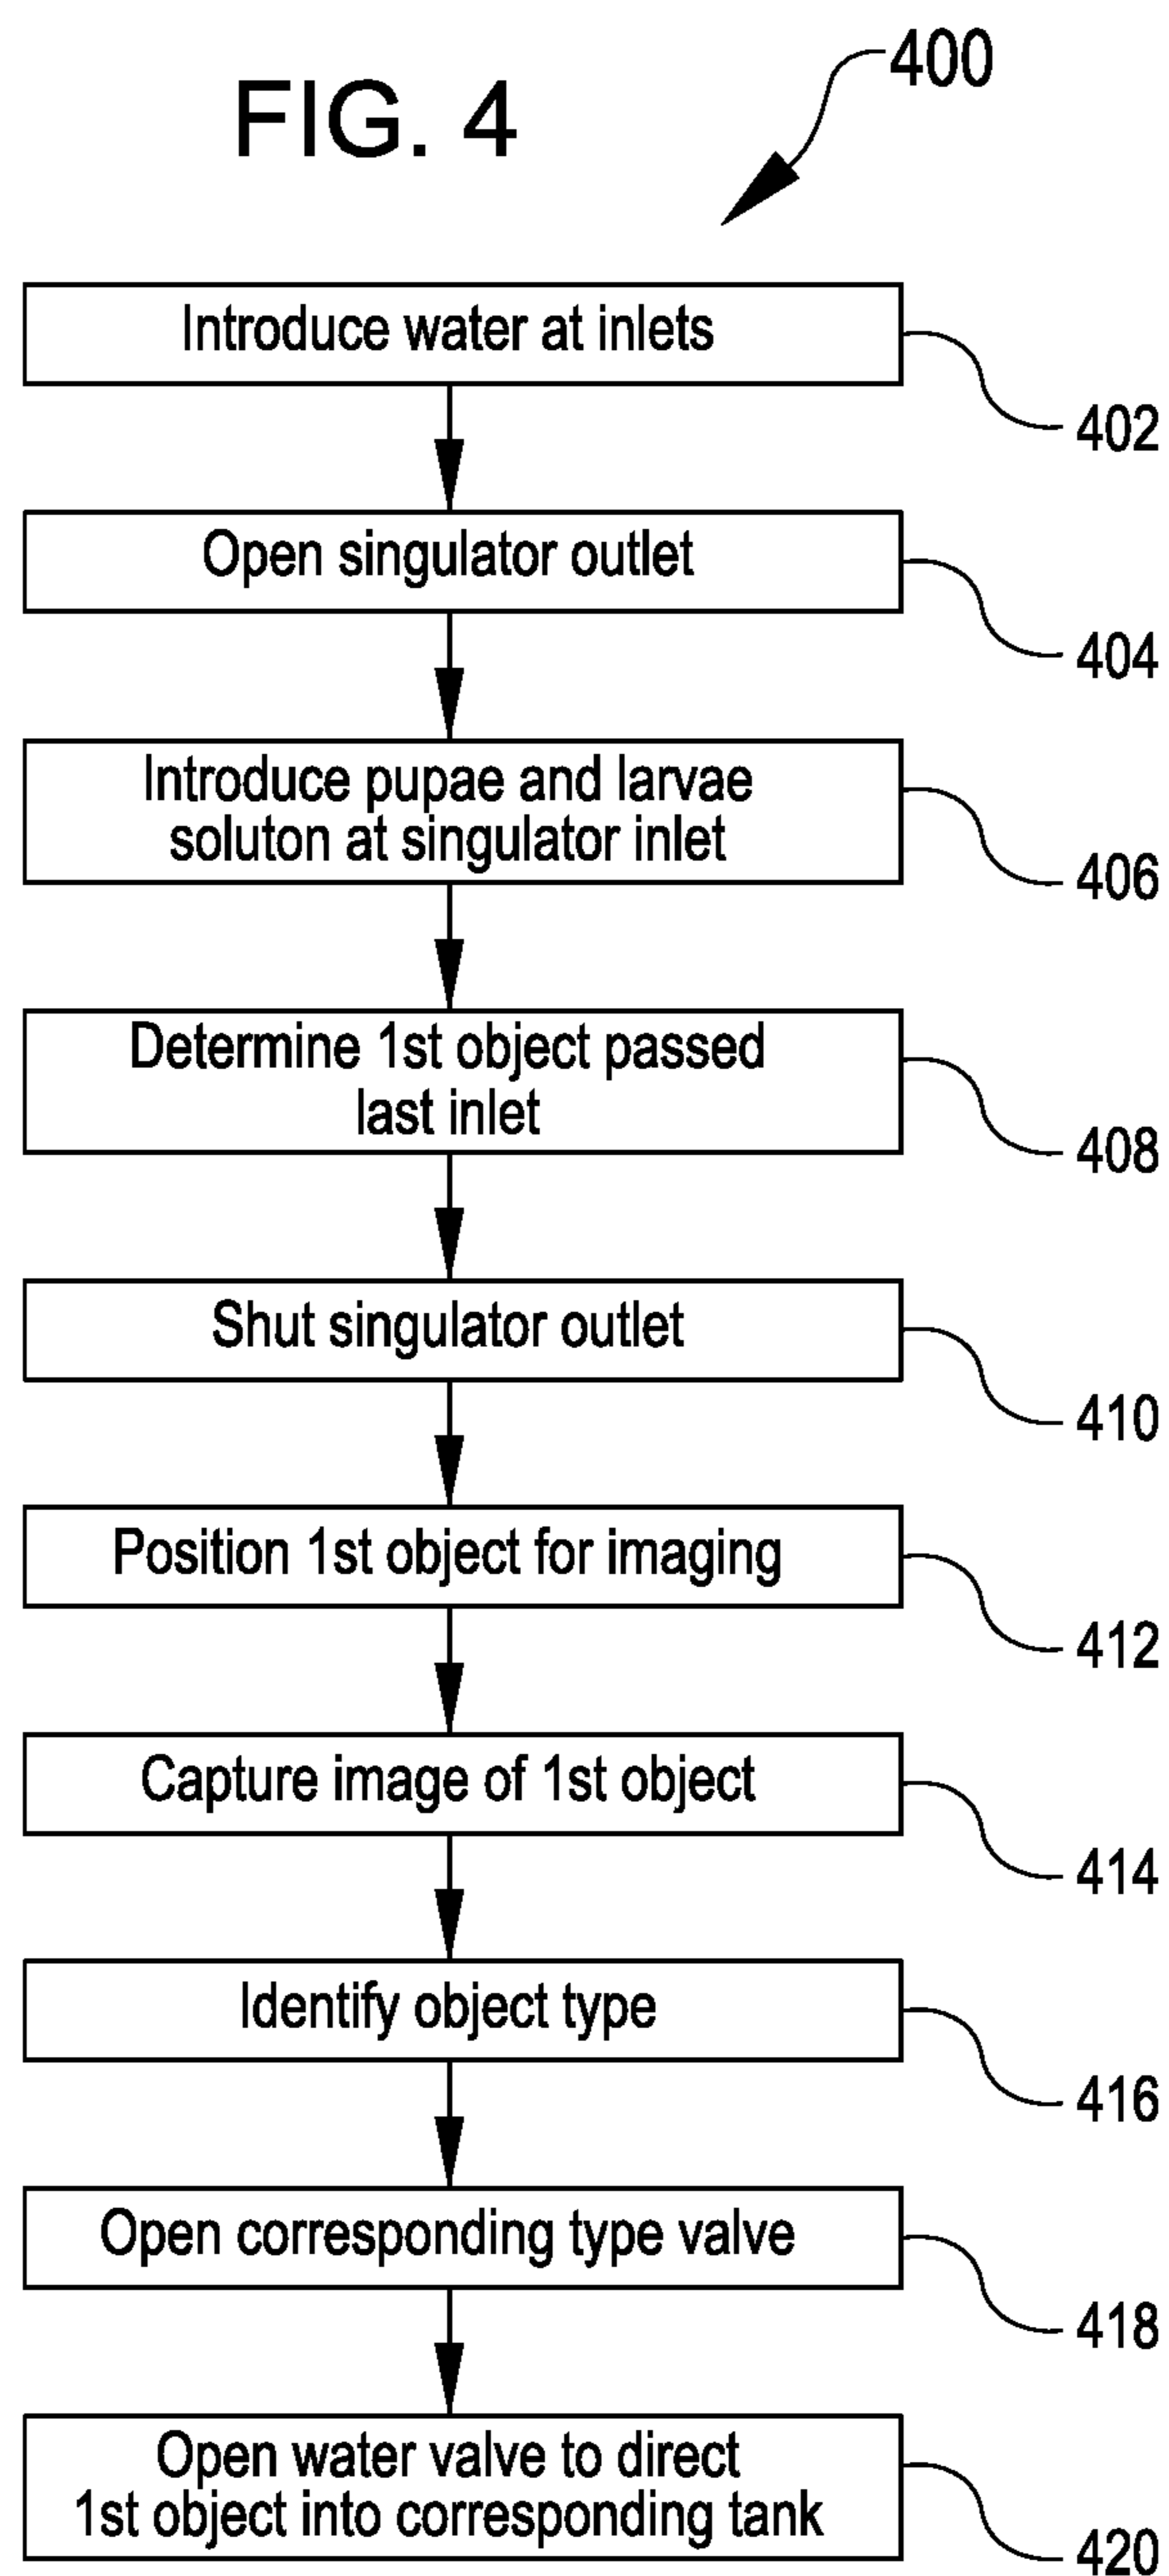 FIG. 4
400
Introduce water at inlets
402
Open singulator outlet
404
Introduce pupae and larvae
soluton at singulator inlet
406
Determine 1st object passed
last inlet
408
Shut singulator outlet
410
Position 1st object for imaging
412
Capture image of 1st object
414
Identify object type
416
Open corresponding type valve
418
Open water valve to direct
1st object into corresponding tank
420